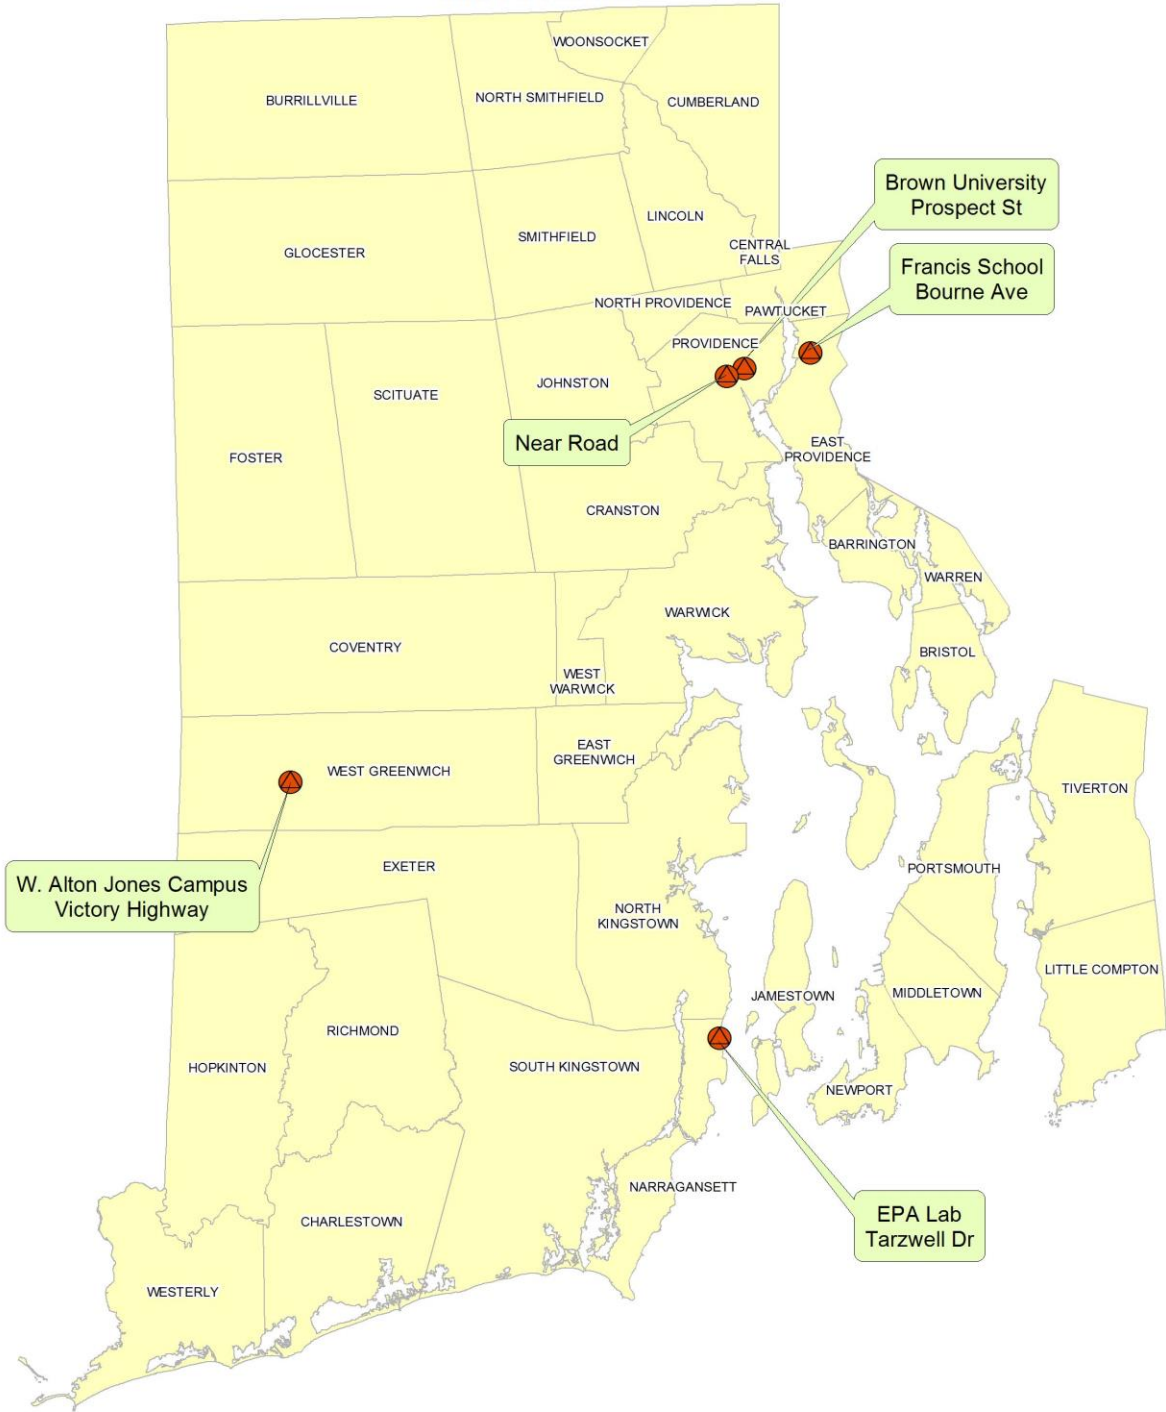 WOONSOCKET
BURRILLVILLE
NORTH SMITHFIELD
CUMBERLAND
Brown University
Prospect St
LINCOLN
SMITHFIELD
GLOCESTER
CENTRAL
FALLS
Francis School
Bourne Ave
NORTH PROVIDENCE
PAWTUCKET
PROVIDENCE
JOHNSTON
SCITUATE
Near Road
EAST
PROVIDENCE
FOSTER
CRANSTON
BARRINGTON
WARREN
WARWICK
COVENTRY
BRISTOL
WEST
WARWICK
EAST
GREENWICH
WEST GREENWICH
TIVERTON
EXETER
PORTSMOUTH
W. Alton Jones Campus
Victory Highway
NORTH
KINGSTOWN
LITTLE COMPTON
JAMESTOWN
MIDDLETOWN
RICHMOND
HOPKINTON
SOUTH KINGSTOWN
NEWPORT
NARRAGANSETT
EPA Lab
Tarzwell Dr
CHARLESTOWN
WESTERLY